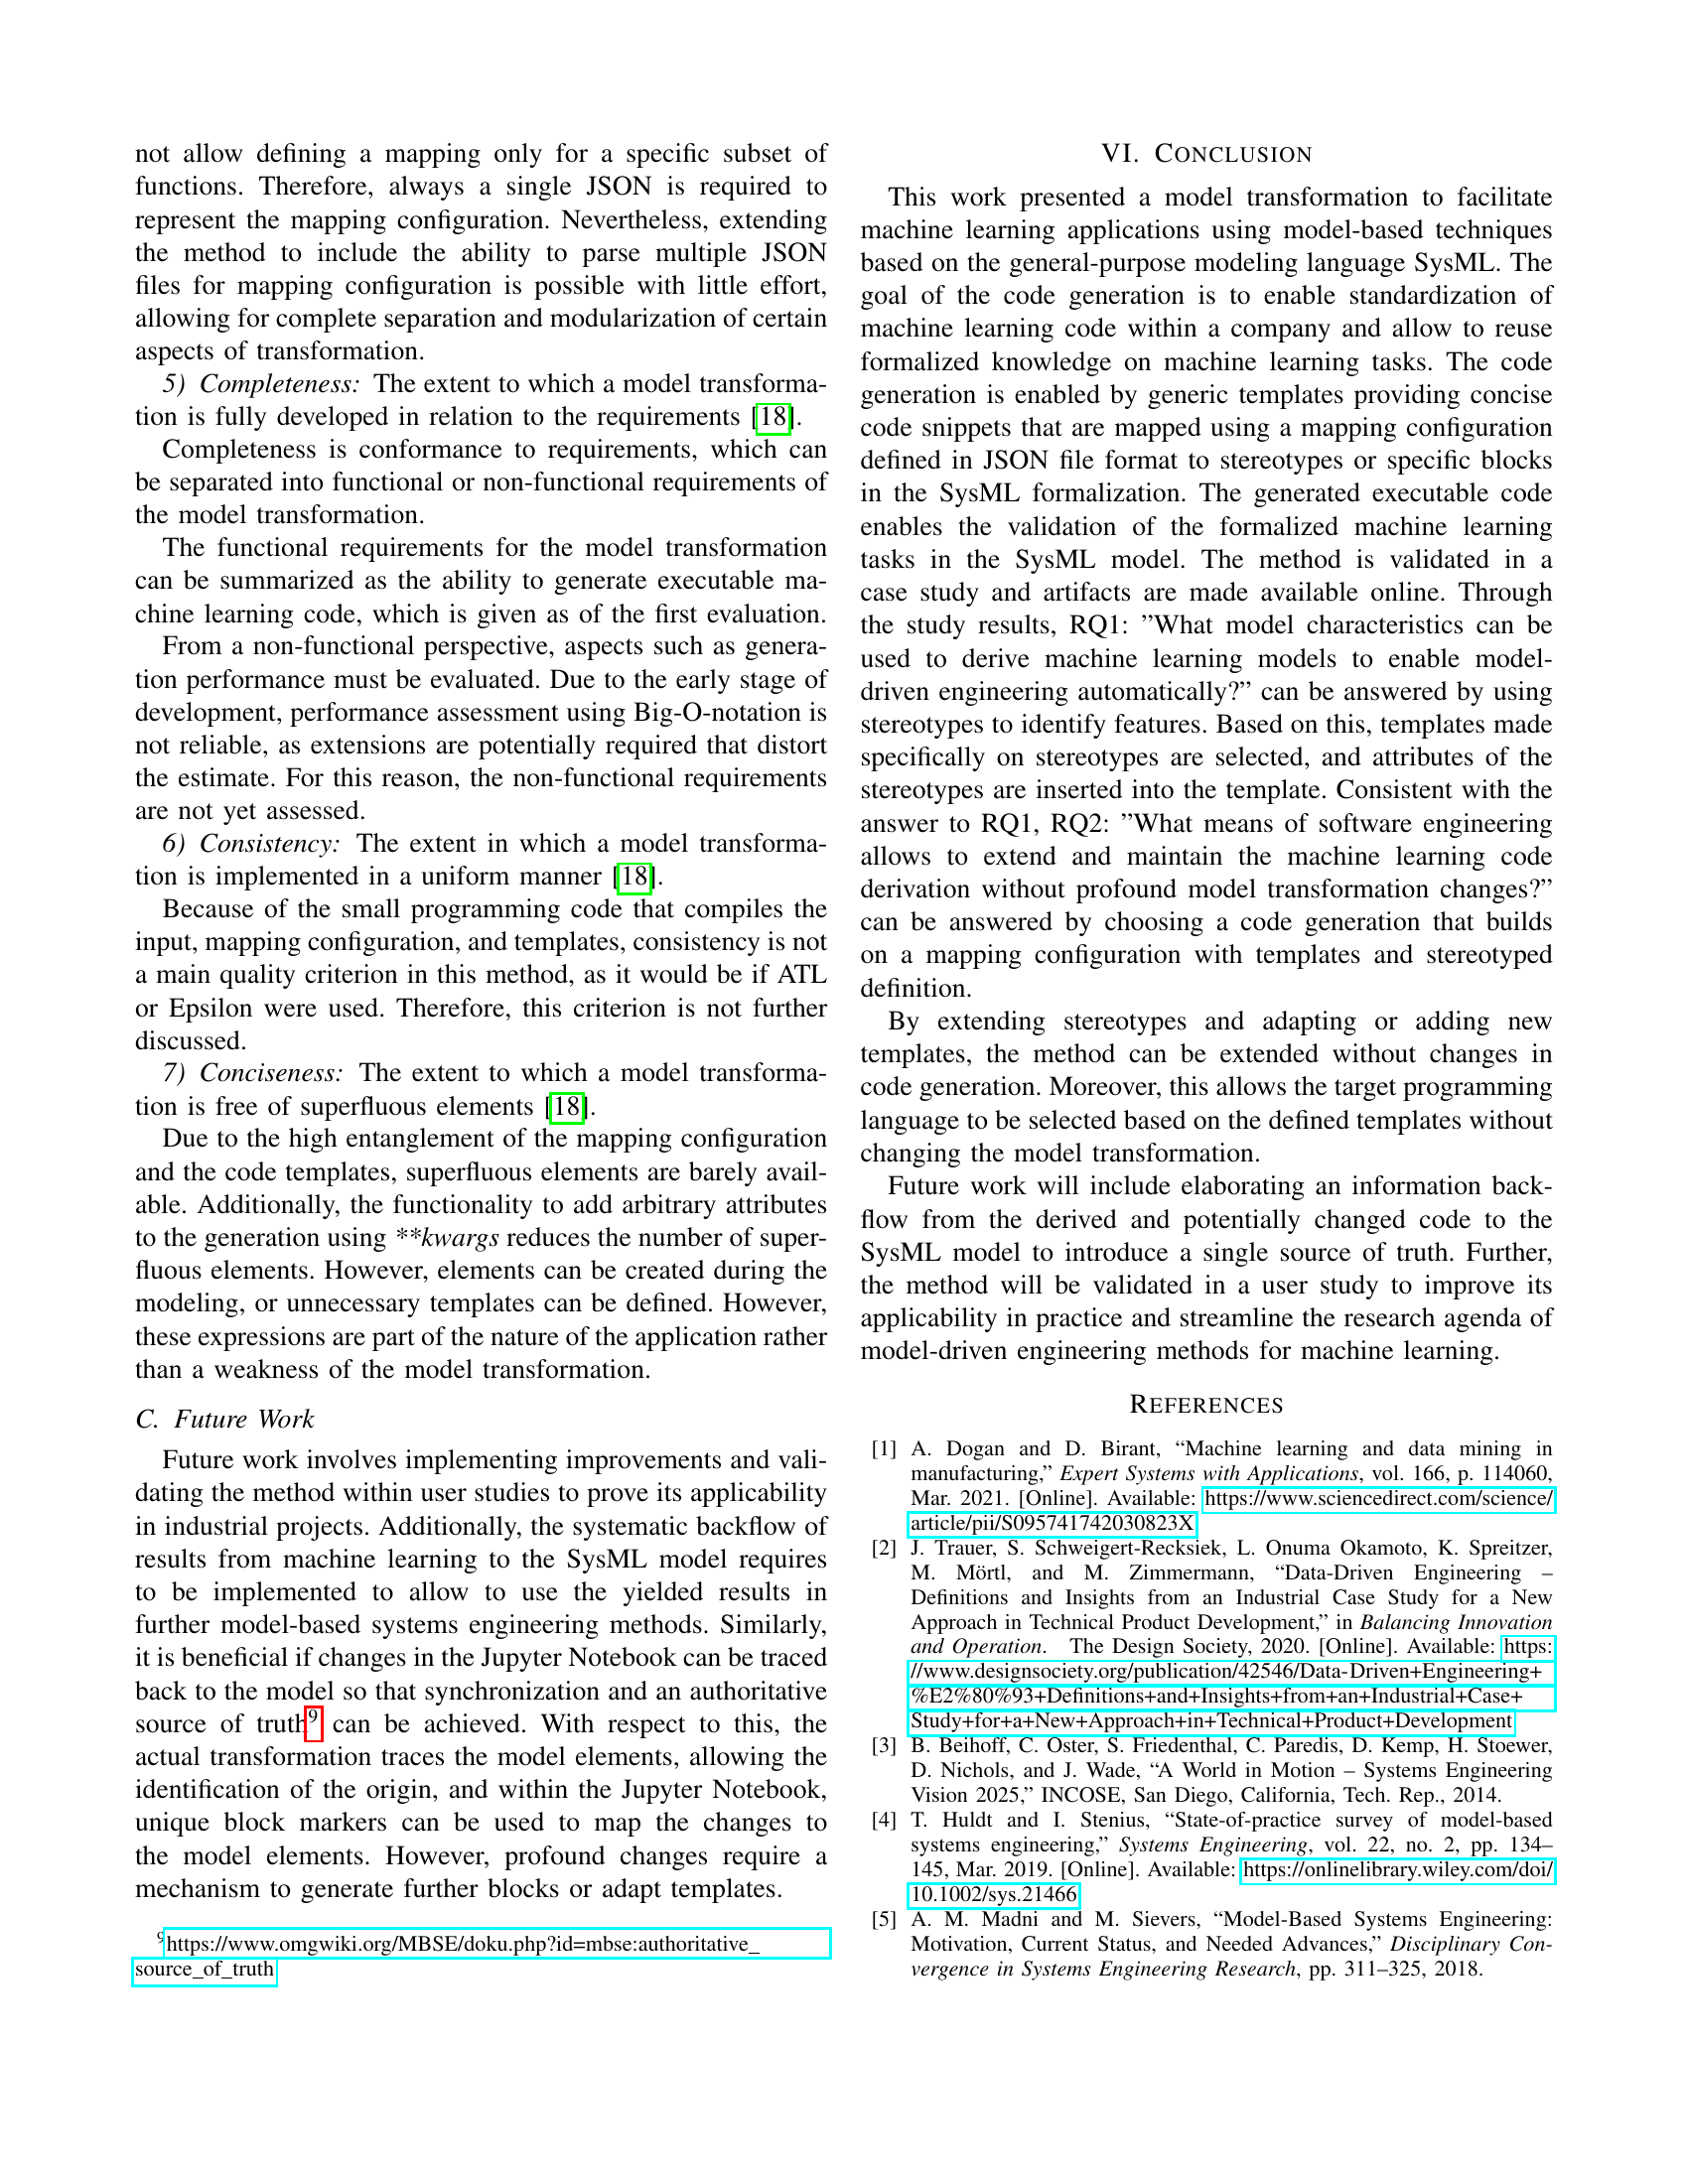 not allow defining a mapping only for a specific subset of
functions. Therefore, always a single JSON is required to
represent the mapping configuration. Nevertheless, extending
the method to include the ability to parse multiple JSON
files for mapping configuration is possible with little effort,
allowing for complete separation and modularization of certain
aspects of transformation.
5) Completeness: The extent to which a model transforma-
tion is fully developed in relation to the requirements [18].
Completeness is conformance to requirements, which can
be separated into functional or non-functional requirements of
the model transformation.
The functional requirements for the model transformation
can be summarized as the ability to generate executable ma-
chine learning code, which is given as of the first evaluation.
From a non-functional perspective, aspects such as genera-
tion performance must be evaluated. Due to the early stage of
development, performance assessment using Big-O-notation is
not reliable, as extensions are potentially required that distort
the estimate. For this reason, the non-functional requirements
are not yet assessed.
6) Consistency: The extent in which a model transforma-
tion is implemented in a uniform manner [18].
Because of the small programming code that compiles the
input, mapping configuration, and templates, consistency is not
a main quality criterion in this method, as it would be if ATL
or Epsilon were used. Therefore, this criterion is not further
discussed.
7) Conciseness: The extent to which a model transforma-
tion is free of superfluous elements [18].
Due to the high entanglement of the mapping configuration
and the code templates, superfluous elements are barely avail-
able. Additionally, the functionality to add arbitrary attributes
to the generation using **kwargs reduces the number of super-
fluous elements. However, elements can be created during the
modeling, or unnecessary templates can be defined. However,
these expressions are part of the nature of the application rather
than a weakness of the model transformation.
C. Future Work
Future work involves implementing improvements and vali-
dating the method within user studies to prove its applicability
in industrial projects. Additionally, the systematic backflow of
results from machine learning to the SysML model requires
to be implemented to allow to use the yielded results in
further model-based systems engineering methods. Similarly,
it is beneficial if changes in the Jupyter Notebook can be traced
back to the model so that synchronization and an authoritative
source of truth9 can be achieved. With respect to this, the
actual transformation traces the model elements, allowing the
identification of the origin, and within the Jupyter Notebook,
unique block markers can be used to map the changes to
the model elements. However, profound changes require a
mechanism to generate further blocks or adapt templates.
9https://www.omgwiki.org/MBSE/doku.php?id=mbse:authoritative_
source_of_truth
VI. CONCLUSION
This work presented a model transformation to facilitate
machine learning applications using model-based techniques
based on the general-purpose modeling language SysML. The
goal of the code generation is to enable standardization of
machine learning code within a company and allow to reuse
formalized knowledge on machine learning tasks. The code
generation is enabled by generic templates providing concise
code snippets that are mapped using a mapping configuration
defined in JSON file format to stereotypes or specific blocks
in the SysML formalization. The generated executable code
enables the validation of the formalized machine learning
tasks in the SysML model. The method is validated in a
case study and artifacts are made available online. Through
the study results, RQ1: ”What model characteristics can be
used to derive machine learning models to enable model-
driven engineering automatically?” can be answered by using
stereotypes to identify features. Based on this, templates made
specifically on stereotypes are selected, and attributes of the
stereotypes are inserted into the template. Consistent with the
answer to RQ1, RQ2: ”What means of software engineering
allows to extend and maintain the machine learning code
derivation without profound model transformation changes?”
can be answered by choosing a code generation that builds
on a mapping configuration with templates and stereotyped
definition.
By extending stereotypes and adapting or adding new
templates, the method can be extended without changes in
code generation. Moreover, this allows the target programming
language to be selected based on the defined templates without
changing the model transformation.
Future work will include elaborating an information back-
flow from the derived and potentially changed code to the
SysML model to introduce a single source of truth. Further,
the method will be validated in a user study to improve its
applicability in practice and streamline the research agenda of
model-driven engineering methods for machine learning.
REFERENCES
[1] A. Dogan and D. Birant, “Machine learning and data mining in
manufacturing,” Expert Systems with Applications, vol. 166, p. 114060,
Mar. 2021. [Online]. Available: https://www.sciencedirect.com/science/
article/pii/S095741742030823X
[2] J. Trauer, S. Schweigert-Recksiek, L. Onuma Okamoto, K. Spreitzer,
M. Mörtl, and M. Zimmermann, “Data-Driven Engineering –
Definitions and Insights from an Industrial Case Study for a New
Approach in Technical Product Development,” in Balancing Innovation
and Operation. The Design Society, 2020. [Online]. Available: https:
//www.designsociety.org/publication/42546/Data-Driven+Engineering+
%E2%80%93+Definitions+and+Insights+from+an+Industrial+Case+
Study+for+a+New+Approach+in+Technical+Product+Development
[3] B. Beihoff, C. Oster, S. Friedenthal, C. Paredis, D. Kemp, H. Stoewer,
D. Nichols, and J. Wade, “A World in Motion – Systems Engineering
Vision 2025,” INCOSE, San Diego, California, Tech. Rep., 2014.
[4] T. Huldt and I. Stenius, “State-of-practice survey of model-based
systems engineering,” Systems Engineering, vol. 22, no. 2, pp. 134–
145, Mar. 2019. [Online]. Available: https://onlinelibrary.wiley.com/doi/
10.1002/sys.21466
[5] A. M. Madni and M. Sievers, “Model-Based Systems Engineering:
Motivation, Current Status, and Needed Advances,” Disciplinary Con-
vergence in Systems Engineering Research, pp. 311–325, 2018.